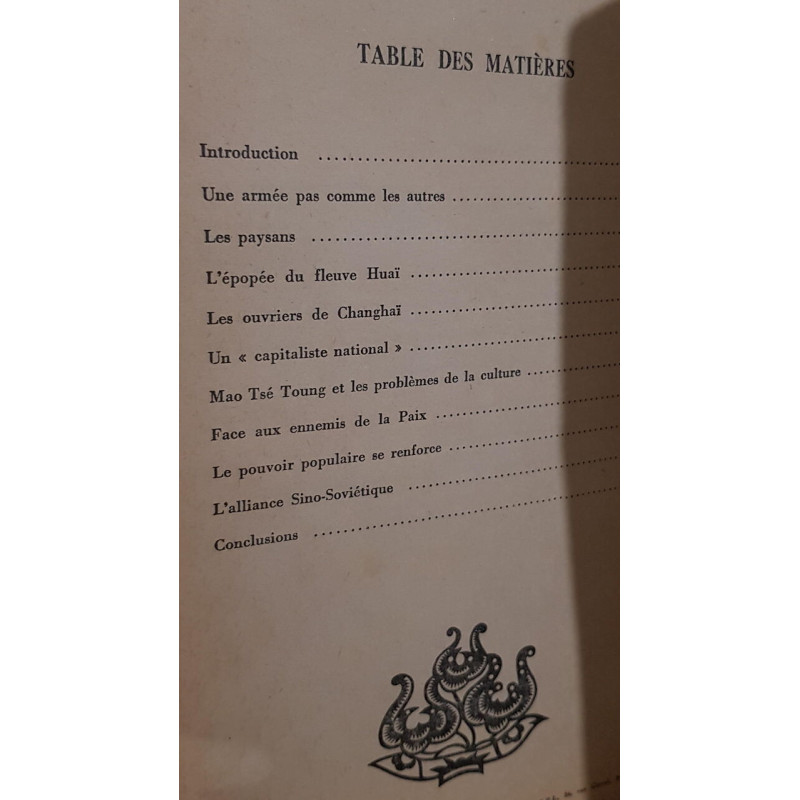 TABLE DES MATIÈRES
Introduction
Une armée pas comme les autres
Les paysans
L'épopée du fleuve Huaï
Les ouvriers de Changhaï
Un « capitaliste national »
Mao Tsé Toung et les problèmes de la culture
Face aux ennemis de la Paix
Le pouvoir populaire se renforce
L'alliance Sino-Soviétique
Conclusions